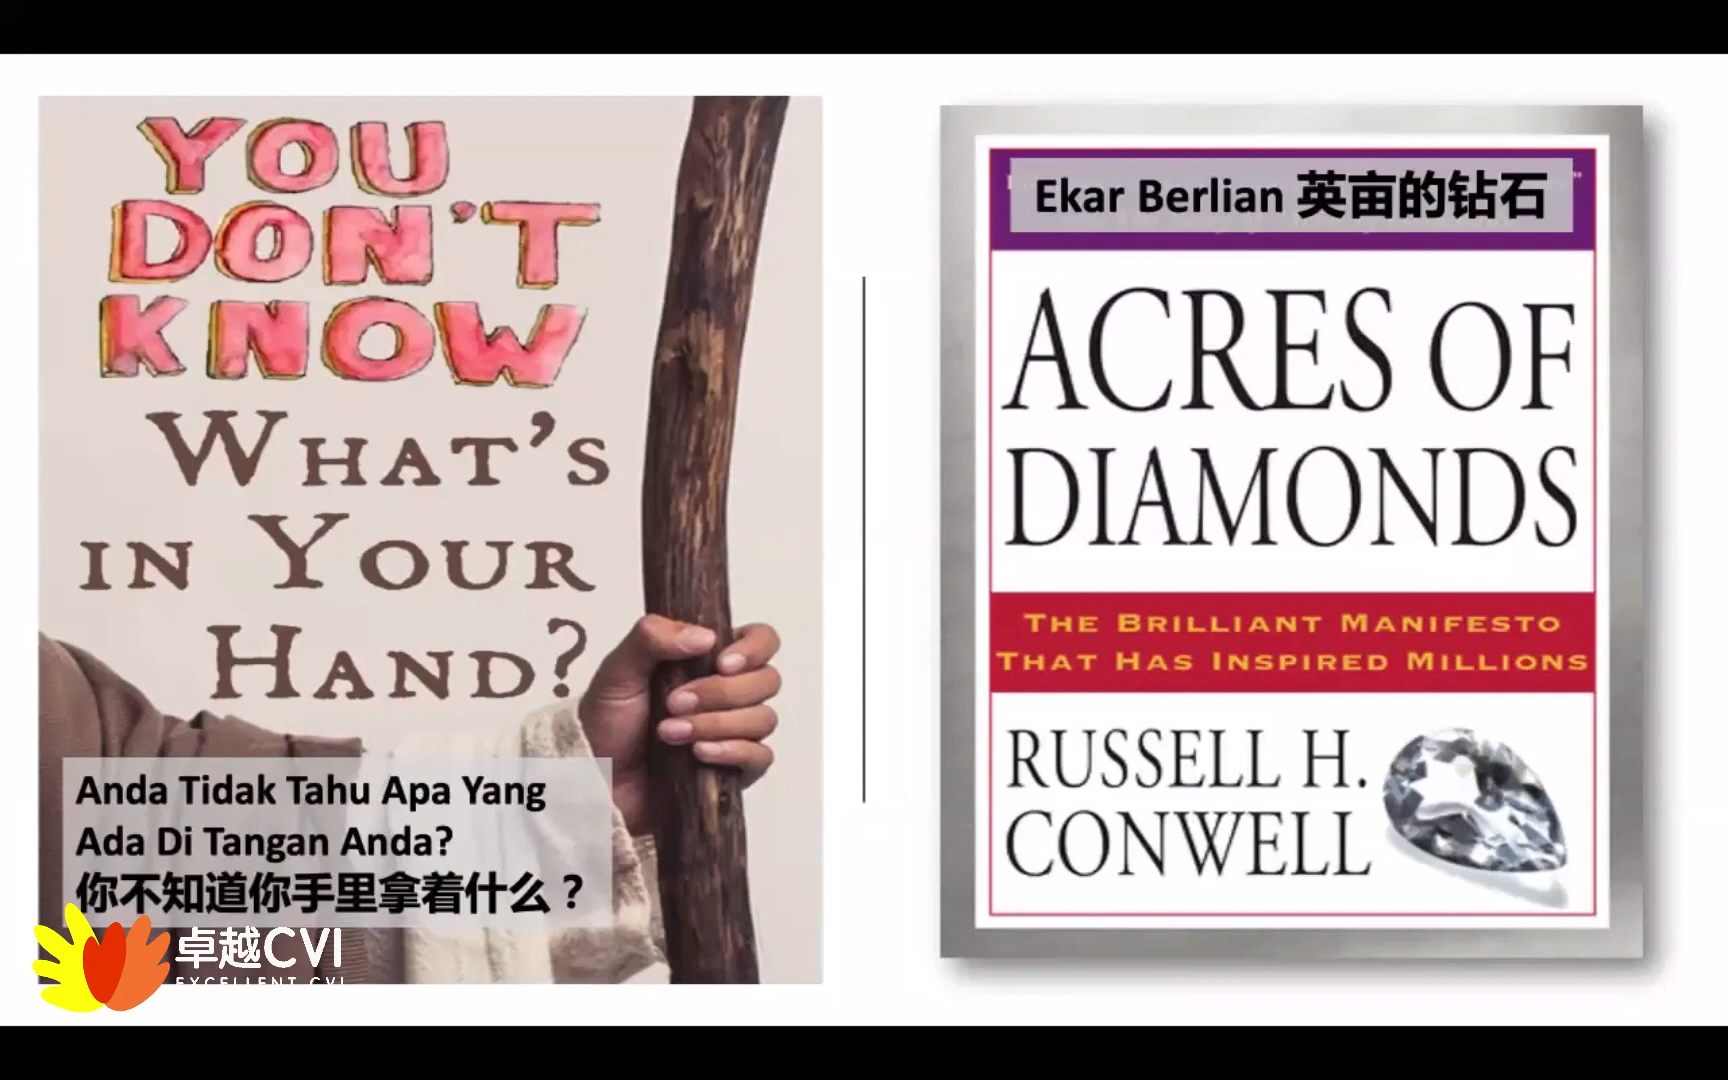 YOU
DON'T
KNOW
WHAT'S
IN YOUR
HAND?
Anda Tidak Tahu Apa Yang
Ada Di Tangan Anda?
你不知道你手里拿着什么？
卓越CVI
EXCELLENT CVI
Ekar Berlian 英亩的钻石
ACRES OF
DIAMONDS
THE BRILLIANT MANIFESTO
THAT HAS INSPIRED MILLIONS
RUSSELL H.
CONWELL